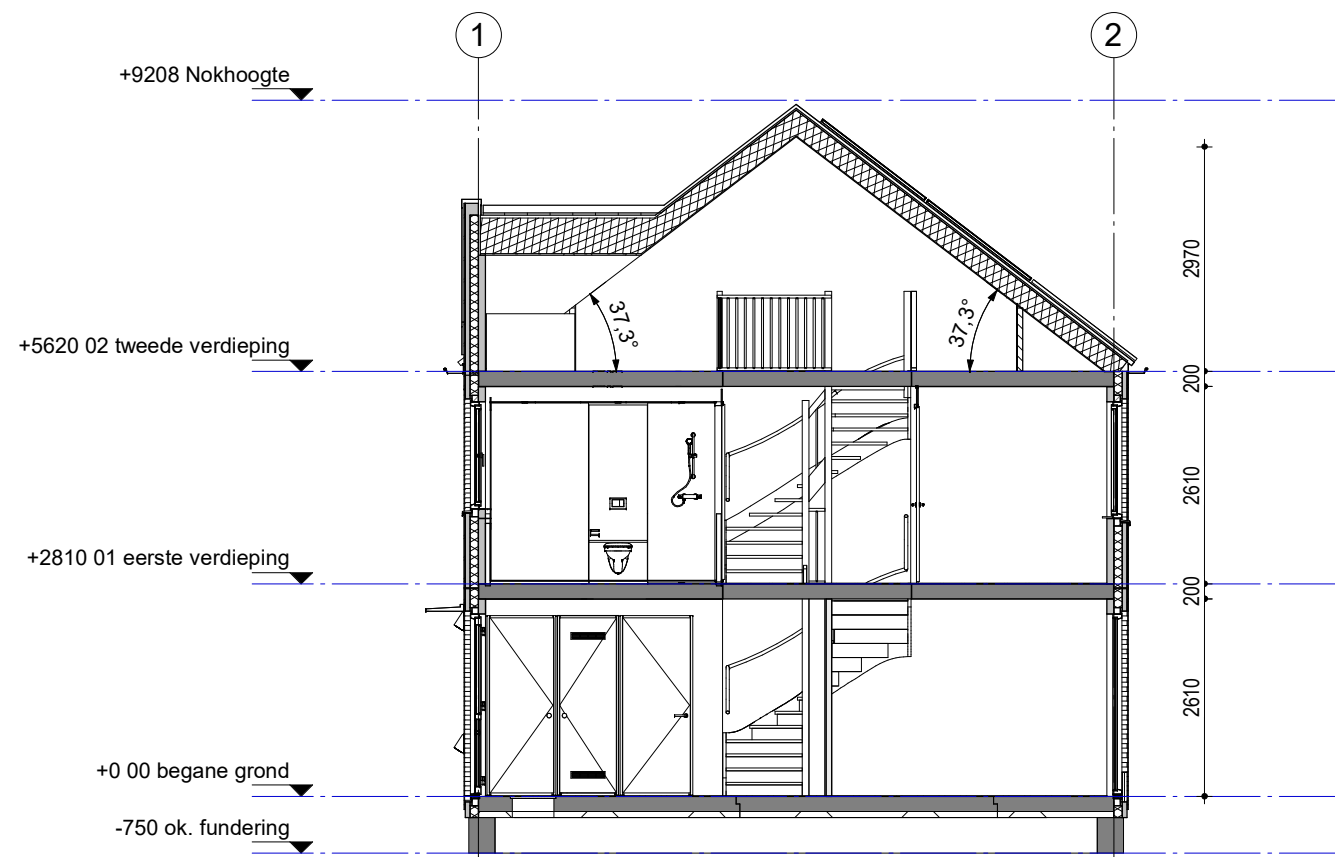 1
2
+9208 Nokhoogte
2970
37,3°
37,3°
+5620 02 tweede verdieping
200
2610
+2810 01 eerste verdieping
200
2610
+0 00 begane grond
-750 ok. fundering